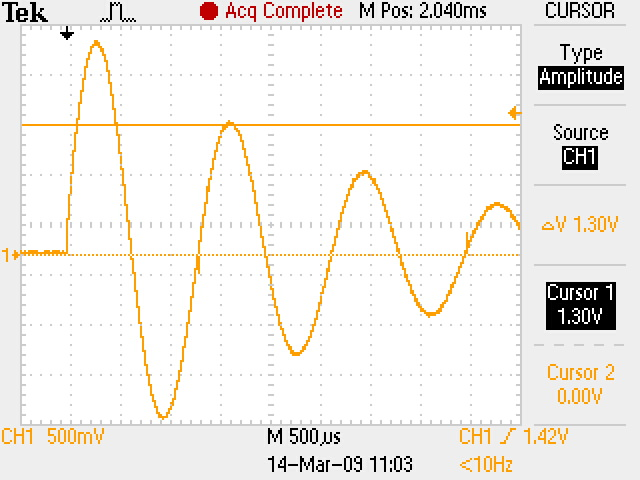 Tek Acq Complete M Pos: 2.040ms CURSOR
Type
Amplitude
Source
CH1
△V 1.30V
1
Cursor 1
1.30V
Cursor 2
0.00V
CH1 500mV M 500µs CH1 1.42V
14-Mar-09 11:03 <10Hz